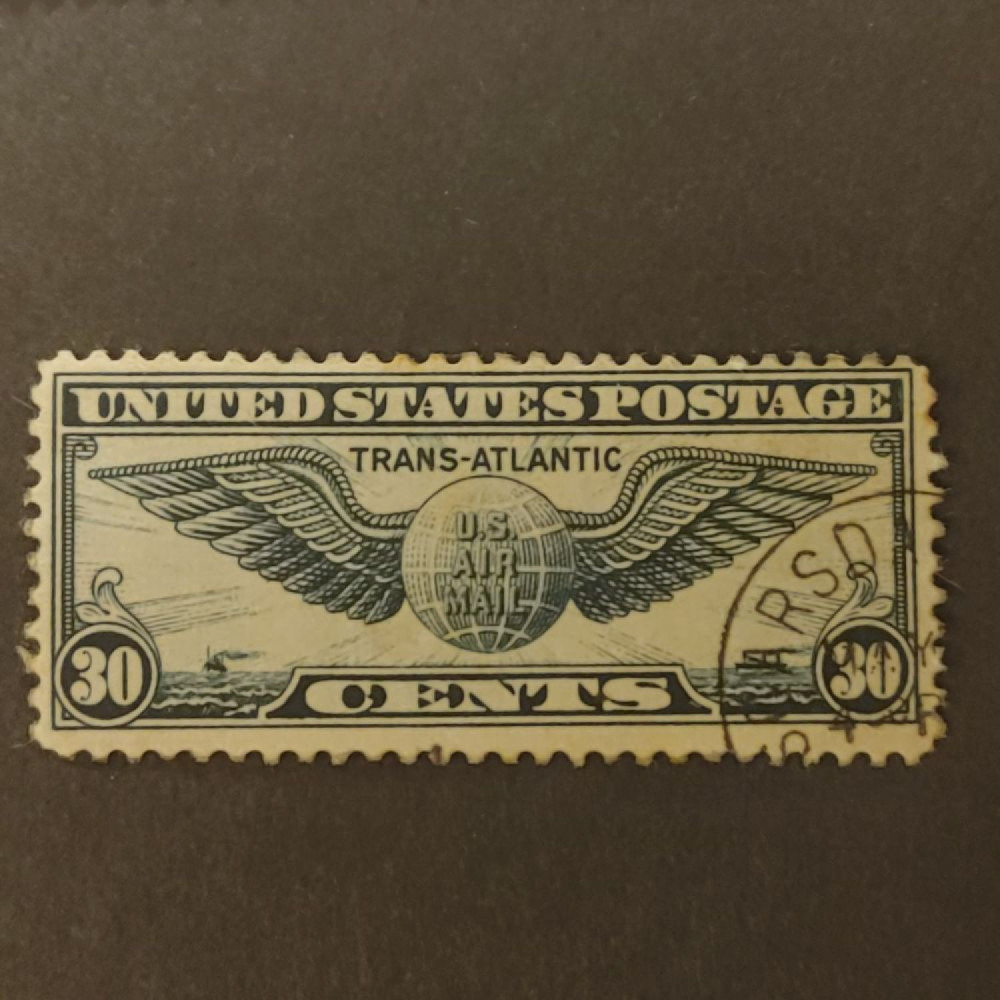 UNITED STATES POSTAGE
TRANS-ATLANTIC
U.S.
AIR
MAIL
30 CENTS 30